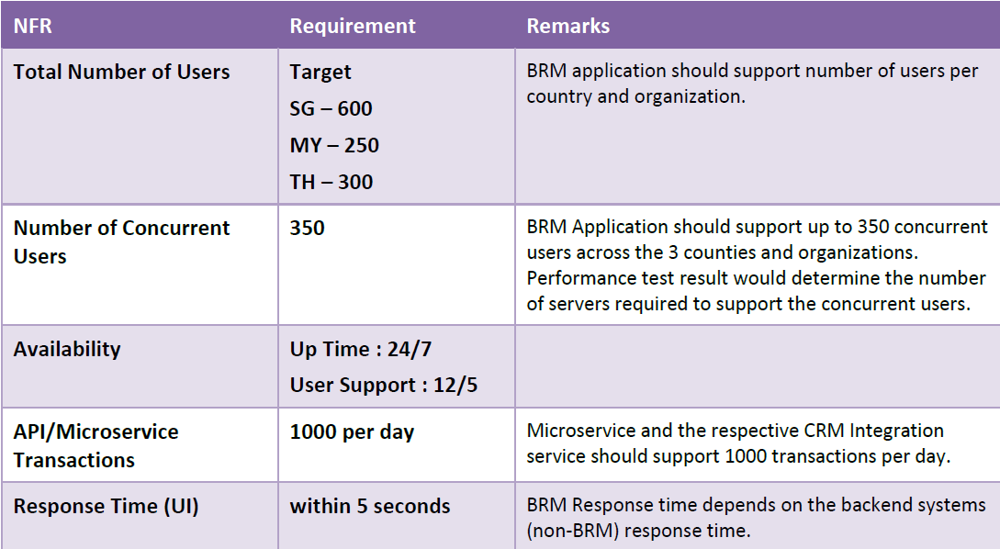 NFR Requirement Remarks
Total Number of Users
Target
SG – 600
MY – 250
TH – 300
BRM application should support number of users per
country and organization.
Number of Concurrent
Users
350
BRM Application should support up to 350 concurrent
users across the 3 counties and organizations.
Performance test result would determine the number
of servers required to support the concurrent users.
Availability
Up Time : 24/7
User Support : 12/5
API/Microservice
Transactions
1000 per day
Microservice and the respective CRM Integration
service should support 1000 transactions per day.
Response Time (UI)
within 5 seconds
BRM Response time depends on the backend systems
(non-BRM) response time.